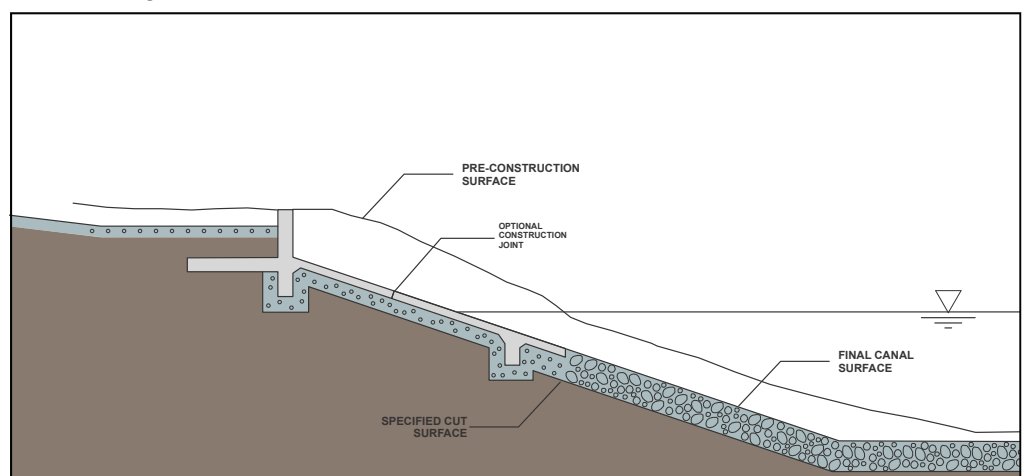 PRE-CONSTRUCTION
SURFACE
OPTIONAL
CONSTRUCTION
JOINT
FINAL CANAL
SURFACE
SPECIFIED CUT
SURFACE